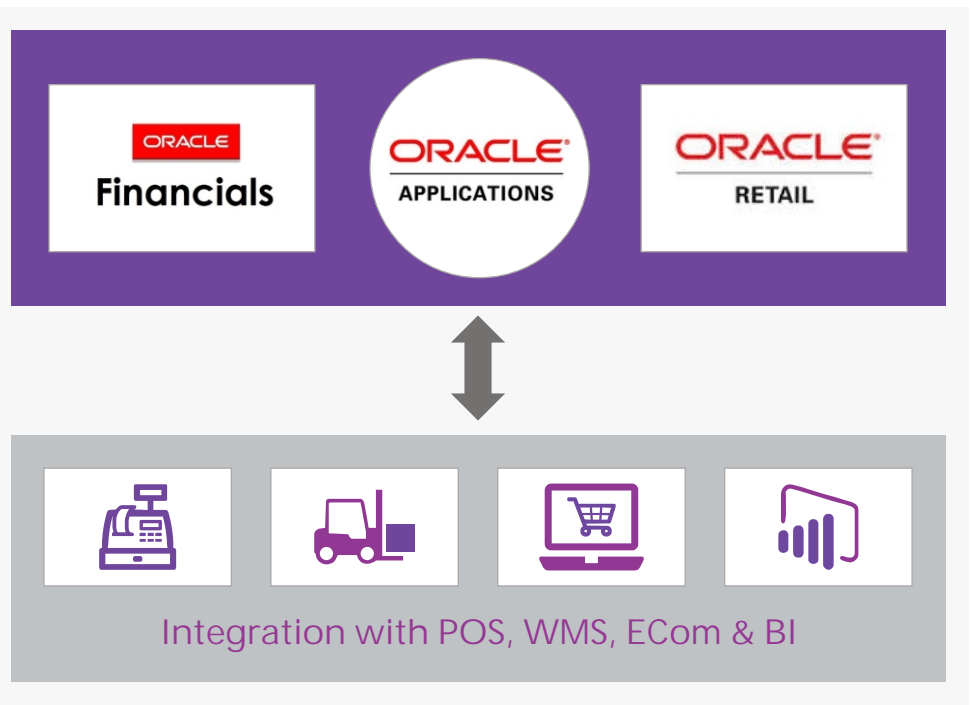 ORACLE
Financials
ORACLE®
APPLICATIONS
ORACLE®
RETAIL
Integration with POS, WMS, ECom & BI